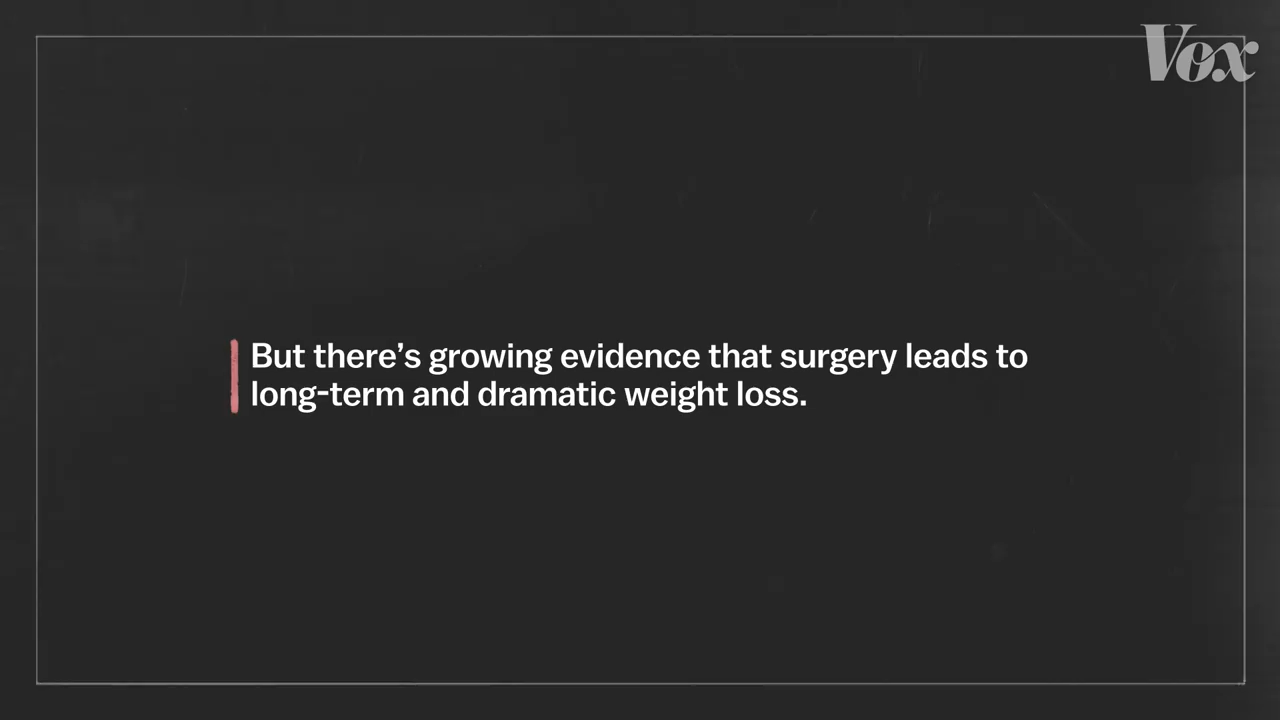 Vox
But there’s growing evidence that surgery leads to
long-term and dramatic weight loss.